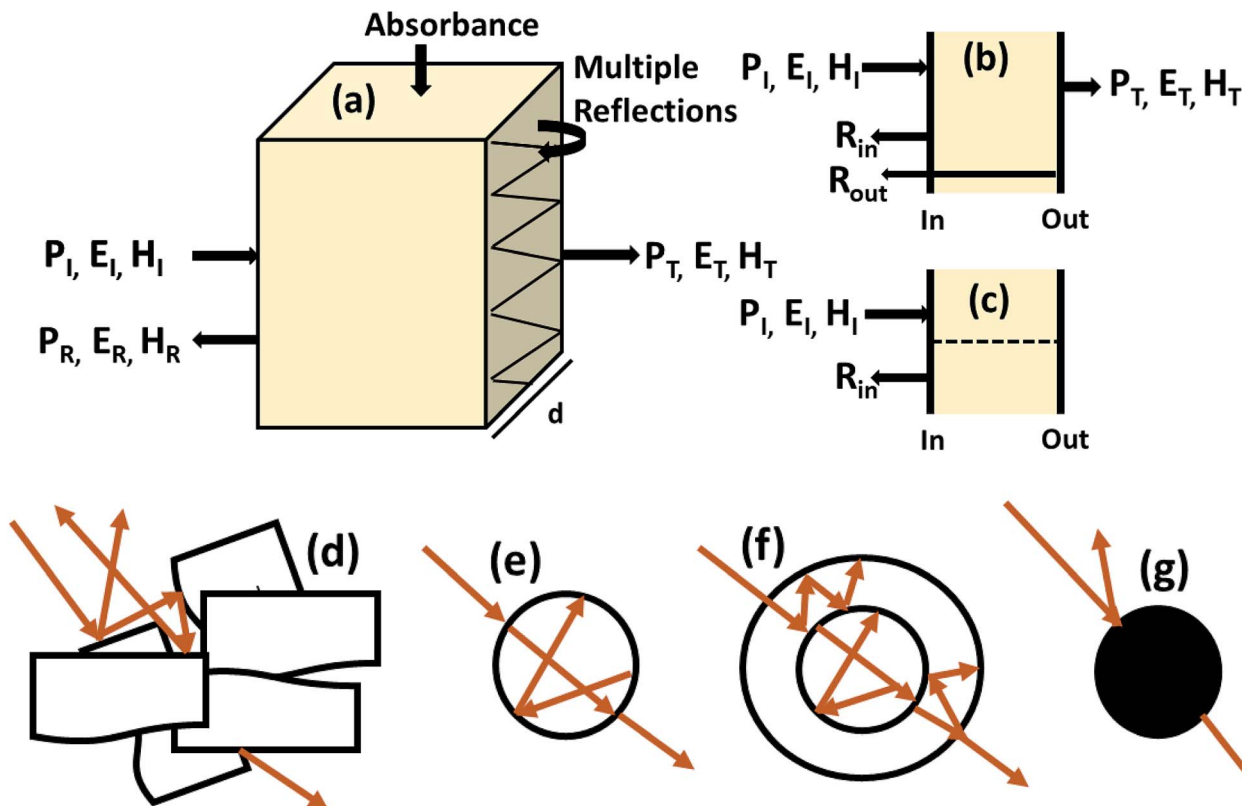 Absorbance
Multiple
Reflections
(a)
P_I, E_I, H_I
P_R, E_R, H_R
P_T, E_T, H_T
d
(b)
P_I, E_I, H_I
P_T, E_T, H_T
R_in
R_out
In Out
(c)
P_I, E_I, H_I
R_in
In Out
(d)
(e)
(f)
(g)